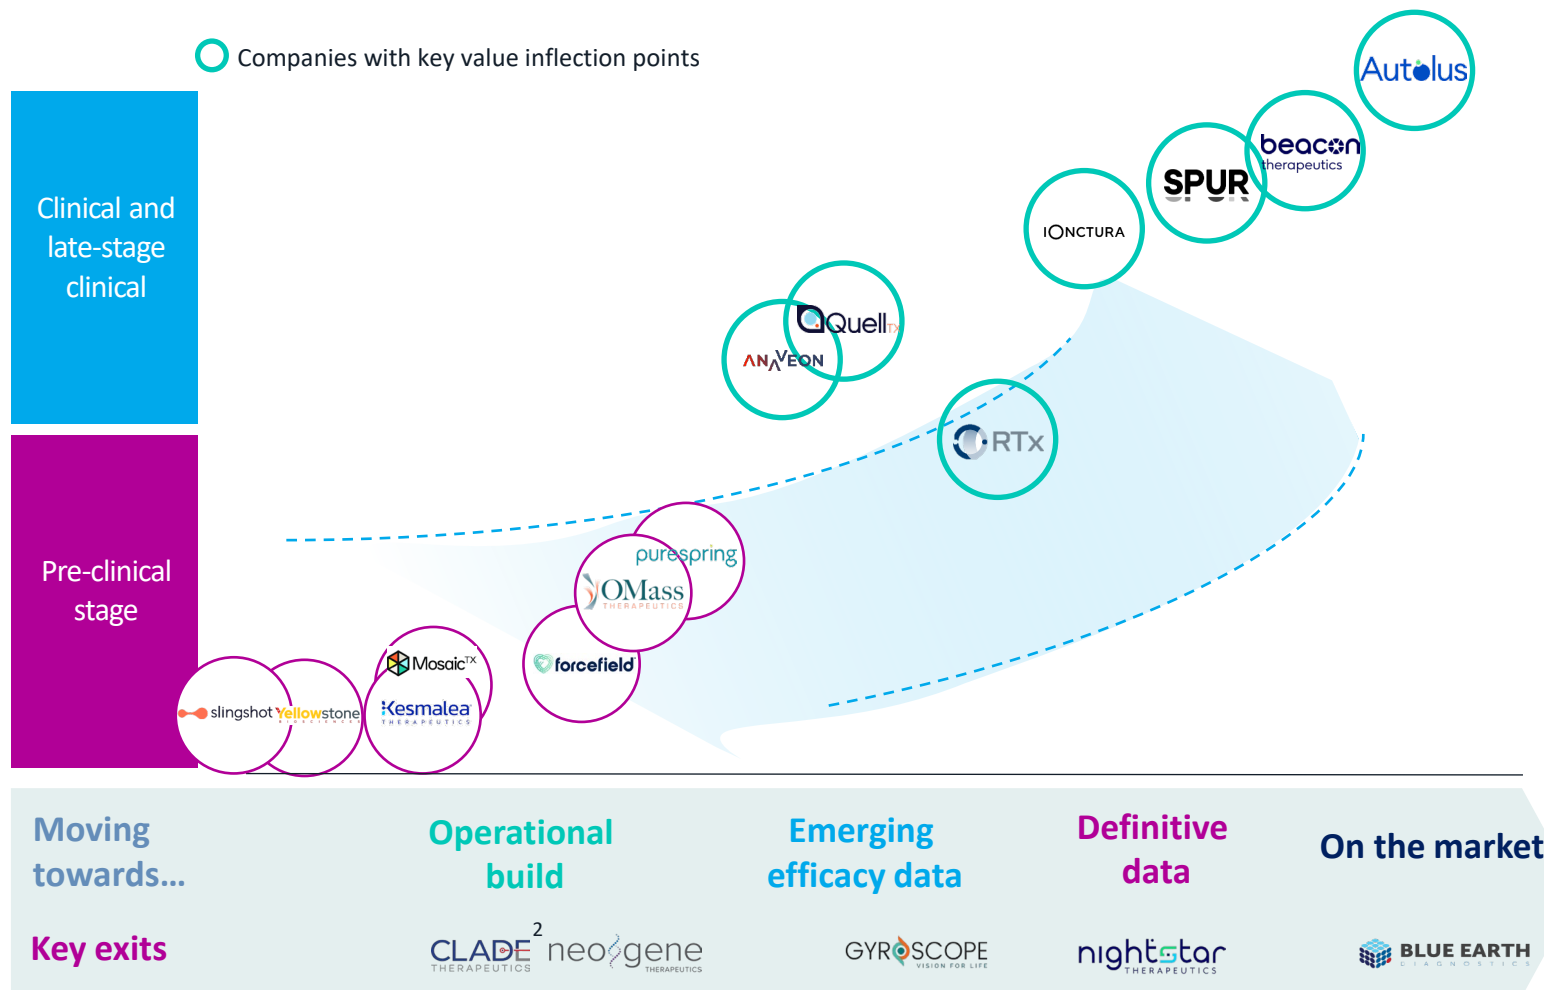 Companies with key value inflection points
Autolus
beacon
therapeutics
SPUR
IONCTURA
Clinical and
late-stage
clinical
QuellTX
ANAVEON
RTx
Pre-clinical
stage
purespring
OMass
THERAPEUTICS
forcefield
MosaicTX
Kesmalea
THERAPEUTICS
slingshot
Yellowstone
BIOSCIENCES
Moving
towards...
Operational
build
Emerging
efficacy data
Definitive
data
On the market
Key exits
CLADE 2
THERAPEUTICS
neogene
THERAPEUTICS
GYROSCOPE
VISION FOR LIFE
nightstar
THERAPEUTICS
BLUE EARTH
DIAGNOSTICS